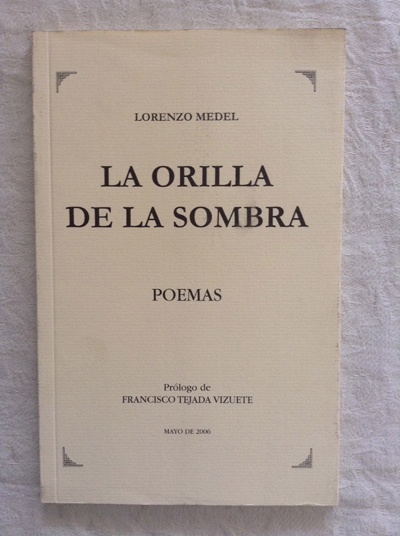 LORENZO MEDEL
LA ORILLA
DE LA SOMBRA
POEMAS
Prólogo de
FRANCISCO TEJADA VIZUETE
MAYO DE 2006